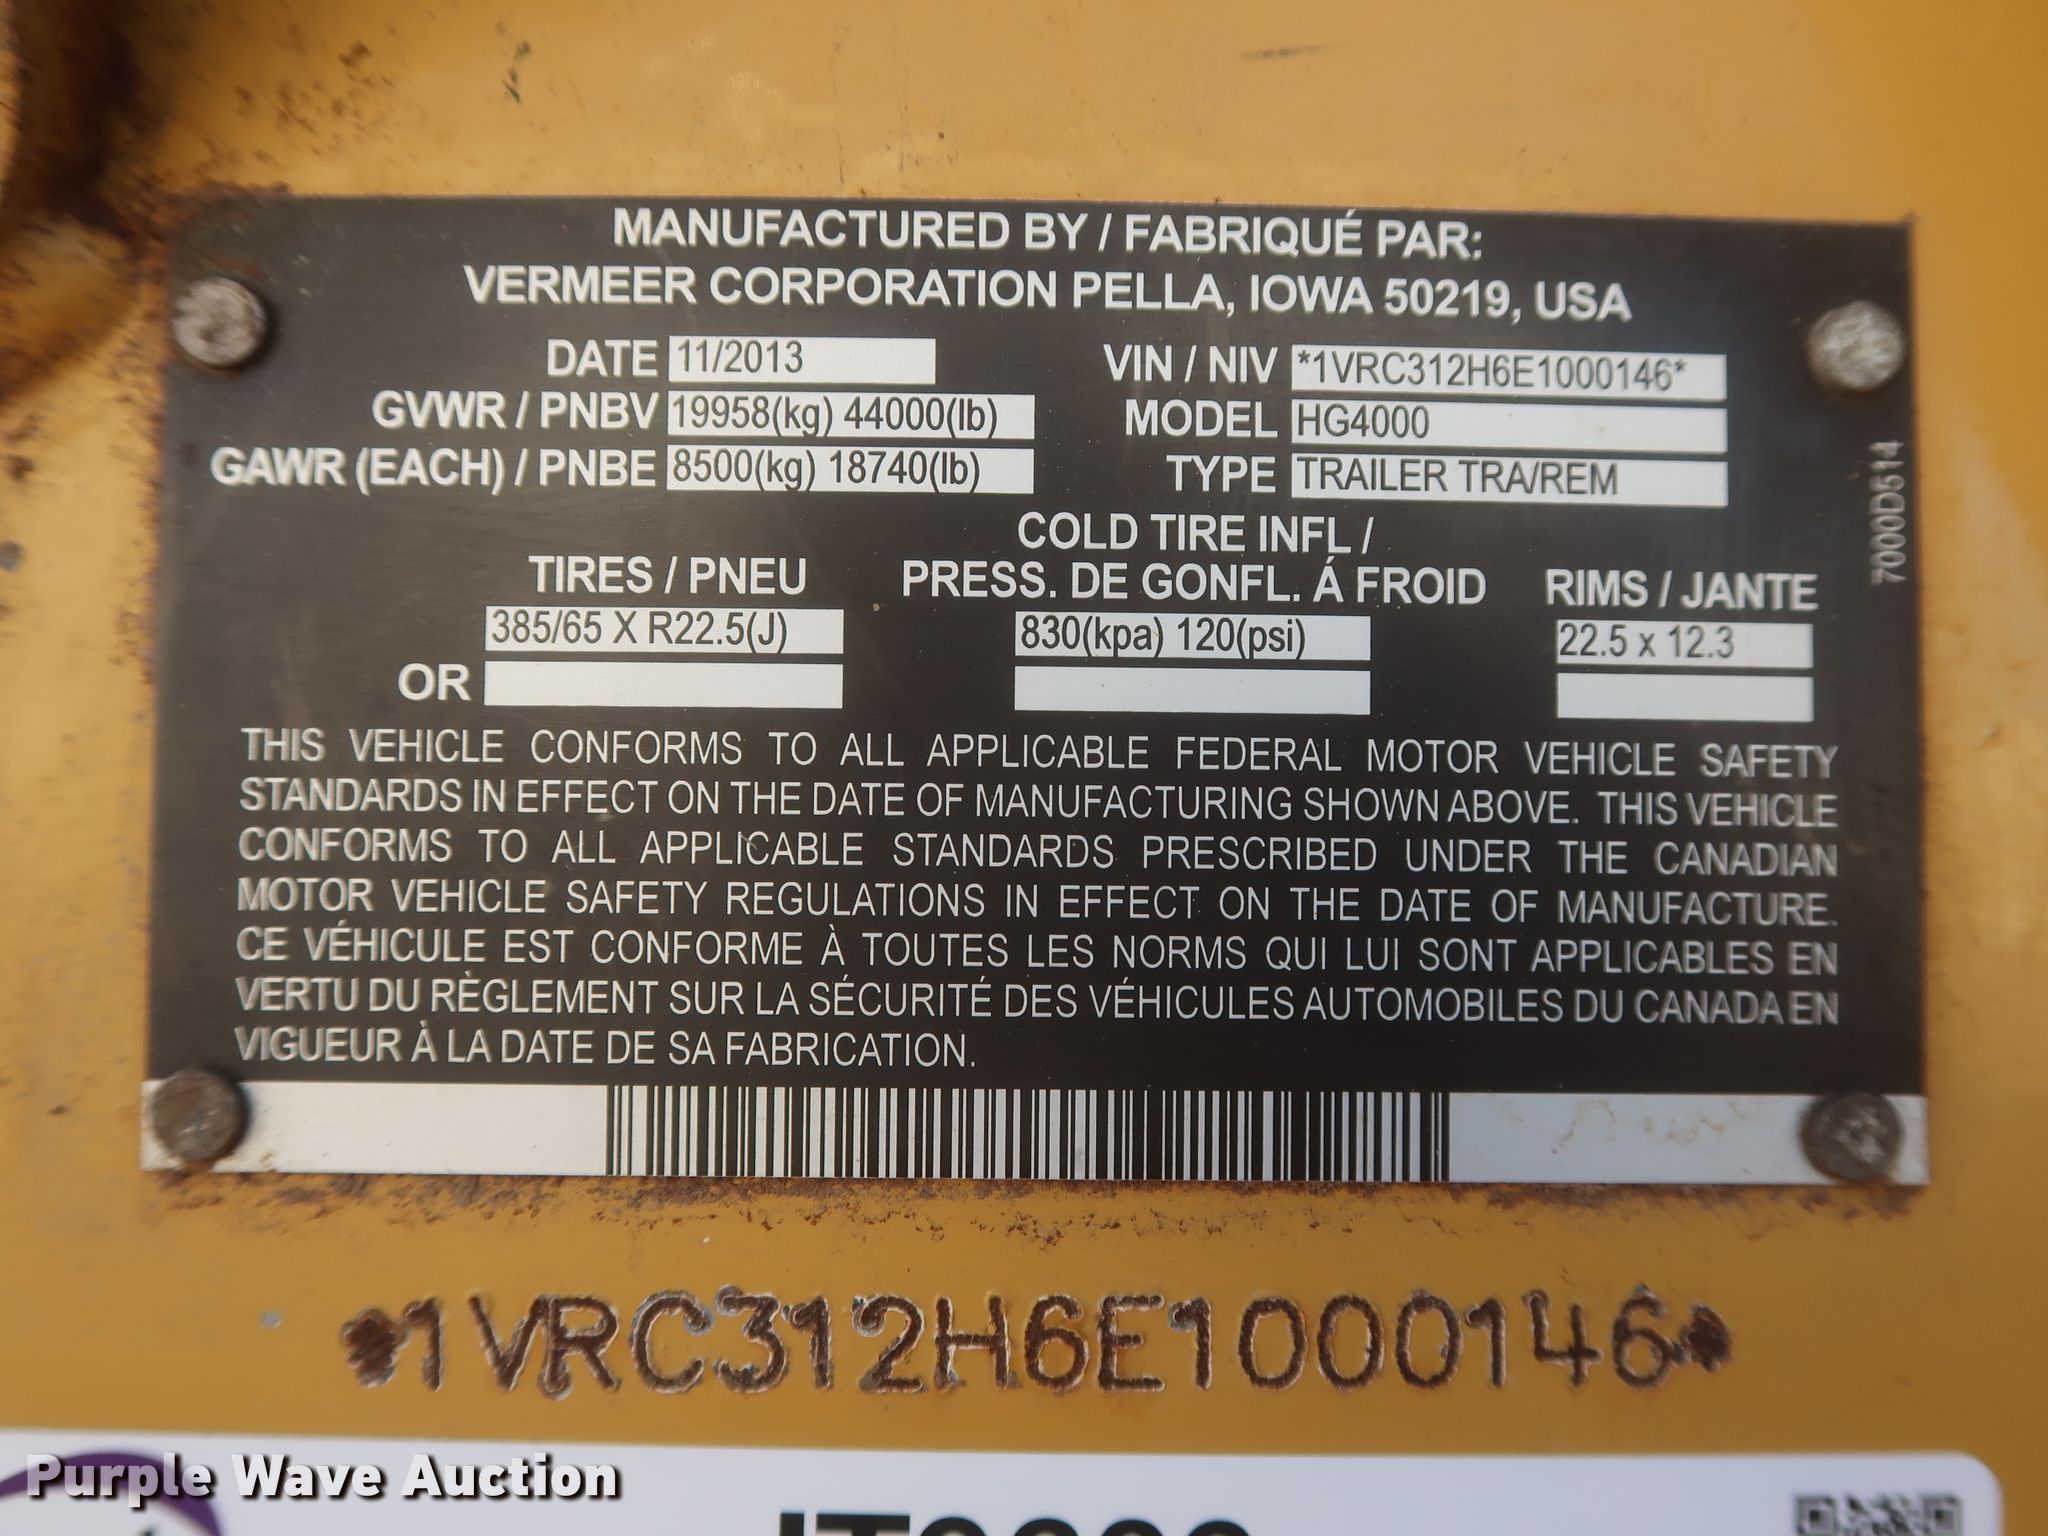 MANUFACTURED BY / FABRIQUÉ PAR:
VERMEER CORPORATION PELLA, IOWA 50219, USA
DATE 11/2013 VIN / NIV *1VRC312H6E1000146*
GVWR / PNBV 19958(kg) 44000(lb) MODEL HG4000
GAWR (EACH) / PNBE 8500(kg) 18740(lb) TYPE TRAILER TRA/REM
7000D514
COLD TIRE INFL /
TIRES / PNEU PRESS. DE GONFL. Á FROID RIMS / JANTE
385/65 X R22.5(J) 830(kpa) 120(psi) 22.5 x 12.3
OR
THIS VEHICLE CONFORMS TO ALL APPLICABLE FEDERAL MOTOR VEHICLE SAFETY
STANDARDS IN EFFECT ON THE DATE OF MANUFACTURING SHOWN ABOVE. THIS VEHICLE
CONFORMS TO ALL APPLICABLE STANDARDS PRESCRIBED UNDER THE CANADIAN
MOTOR VEHICLE SAFETY REGULATIONS IN EFFECT ON THE DATE OF MANUFACTURE.
CE VÉHICULE EST CONFORME À TOUTES LES NORMS QUI LUI SONT APPLICABLES EN
VERTU DU RÈGLEMENT SUR LA SÉCURITÉ DES VÉHICULES AUTOMOBILES DU CANADA EN
VIGUEUR À LA DATE DE SA FABRICATION.
*1VRC312H6E1000146*
Purple Wave Auction